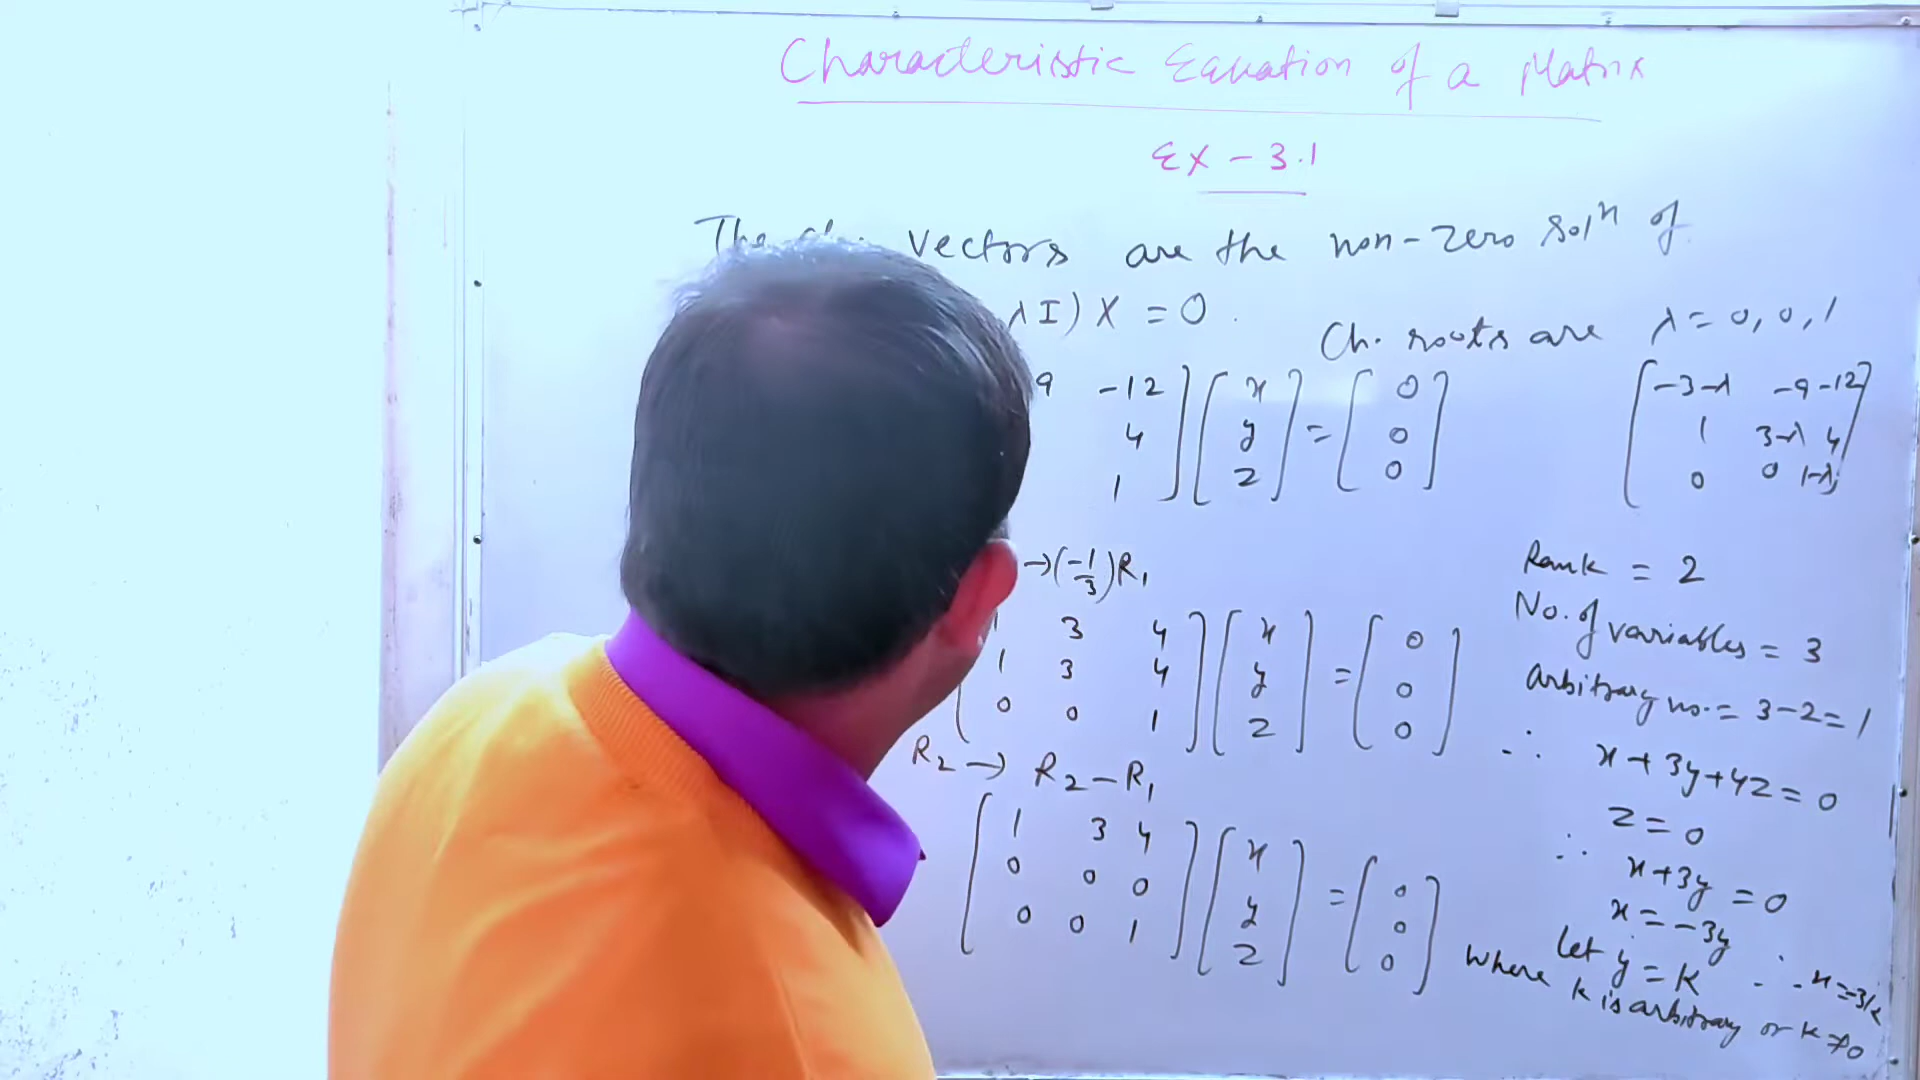 Characteristic Equation of a Matrix
Ex - 3.1
The ch. vectors are the non-zero solⁿ of
λI) X = 0.
Ch. roots are λ = 0, 0, 1
9 -12 x = 0
4 y 0
1 z 0
-3-λ -9 -12
1 3-λ 4
0 0 1-λ
→(-1/3)R₁
1 3 4 x 0
1 3 4 y = 0
0 0 1 z 0
R₂ → R₂-R₁
1 3 4 x 0
0 0 0 y = 0
0 0 1 z 0
Rank = 2
No. of variables = 3
Arbitrary no. = 3-2 = 1
∴ x + 3y + 4z = 0
z = 0
∴ x + 3y = 0
x = -3y
Let y = k ∴ x = -3k
where k is arbitrary or k ≠ 0